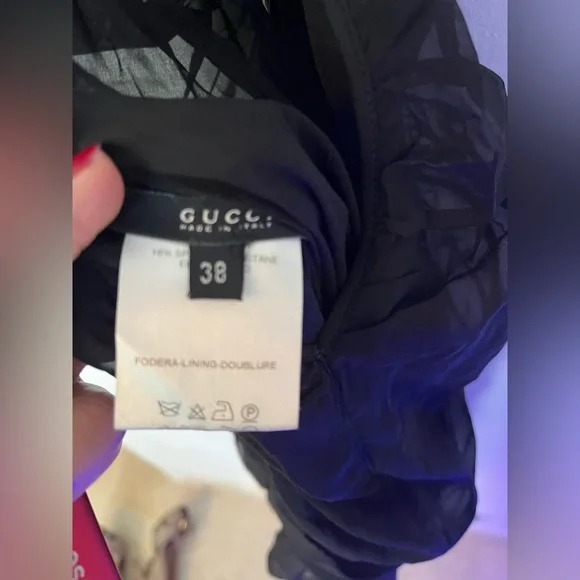 GUCCI
MADE IN ITALY
38
FODERA-LINING-DOUBLURE
P